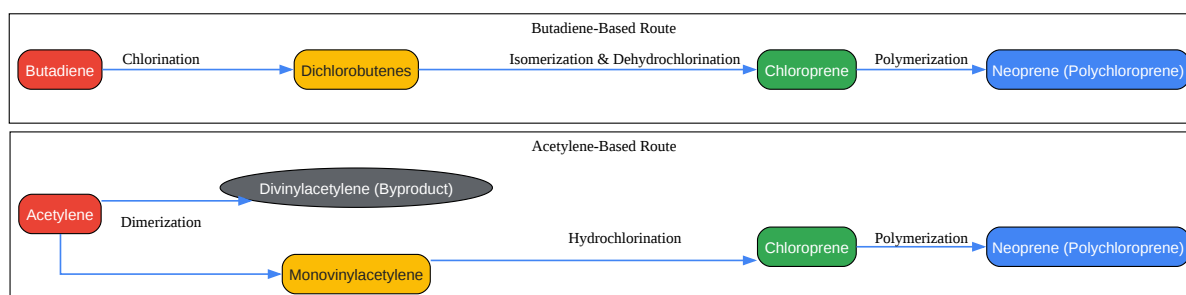 Butadiene-Based Route
Butadiene
Chlorination
Dichlorobutenes
Isomerization & Dehydrochlorination
Chloroprene
Polymerization
Neoprene (Polychloroprene)
Acetylene-Based Route
Divinylacetylene (Byproduct)
Acetylene
Dimerization
Monovinylacetylene
Hydrochlorination
Chloroprene
Polymerization
Neoprene (Polychloroprene)